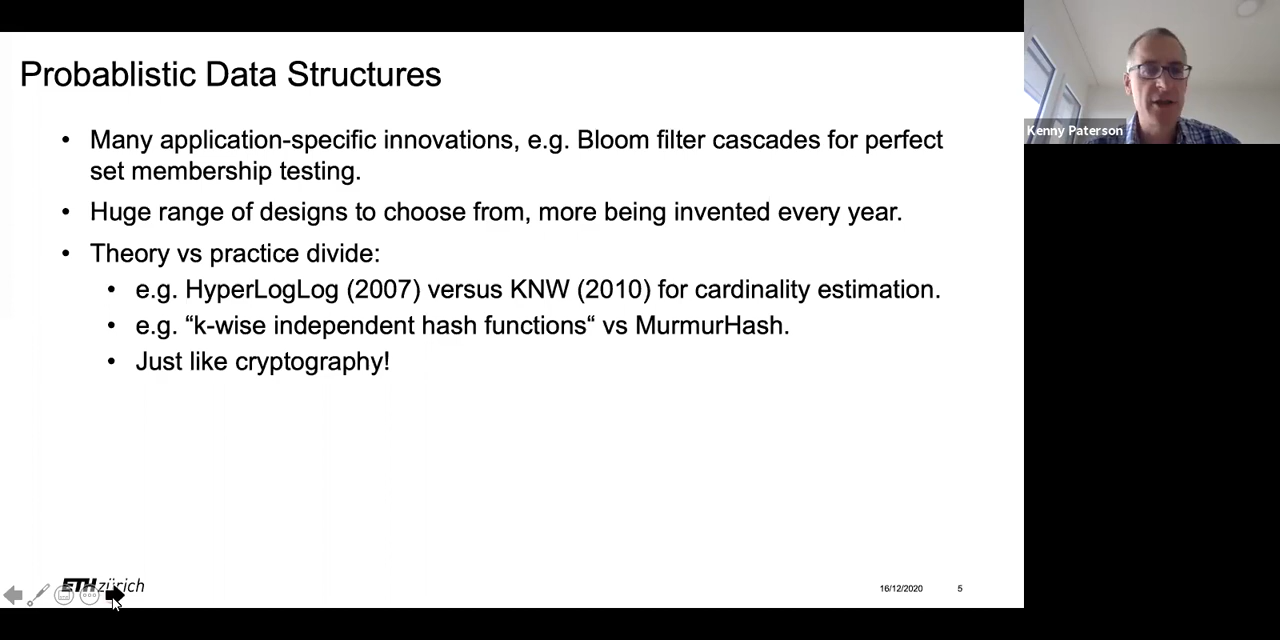 Probablistic Data Structures
Kenny Paterson
• Many application-specific innovations, e.g. Bloom filter cascades for perfect
set membership testing.
• Huge range of designs to choose from, more being invented every year.
• Theory vs practice divide:
• e.g. HyperLogLog (2007) versus KNW (2010) for cardinality estimation.
• e.g. “k-wise independent hash functions“ vs MurmurHash.
• Just like cryptography!
ETH zürich
16/12/2020 5